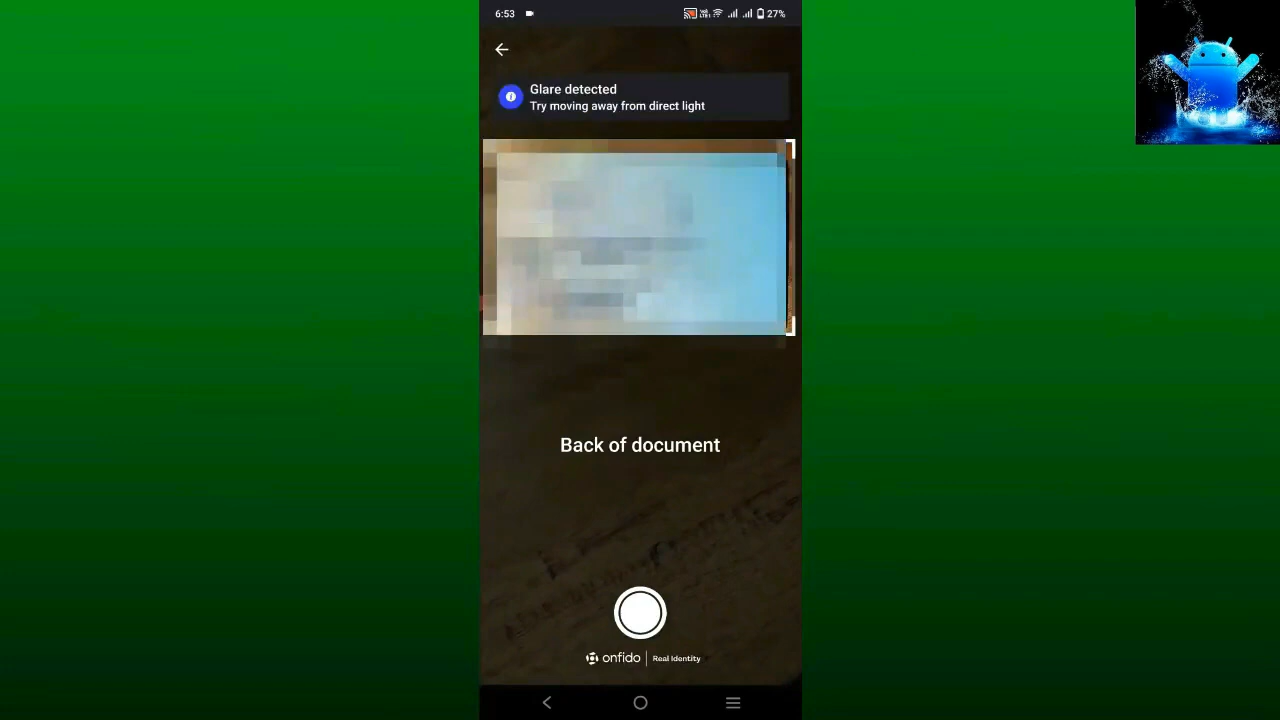 6:53
27%
Glare detected
Try moving away from direct light
Back of document
onfido | Real Identity